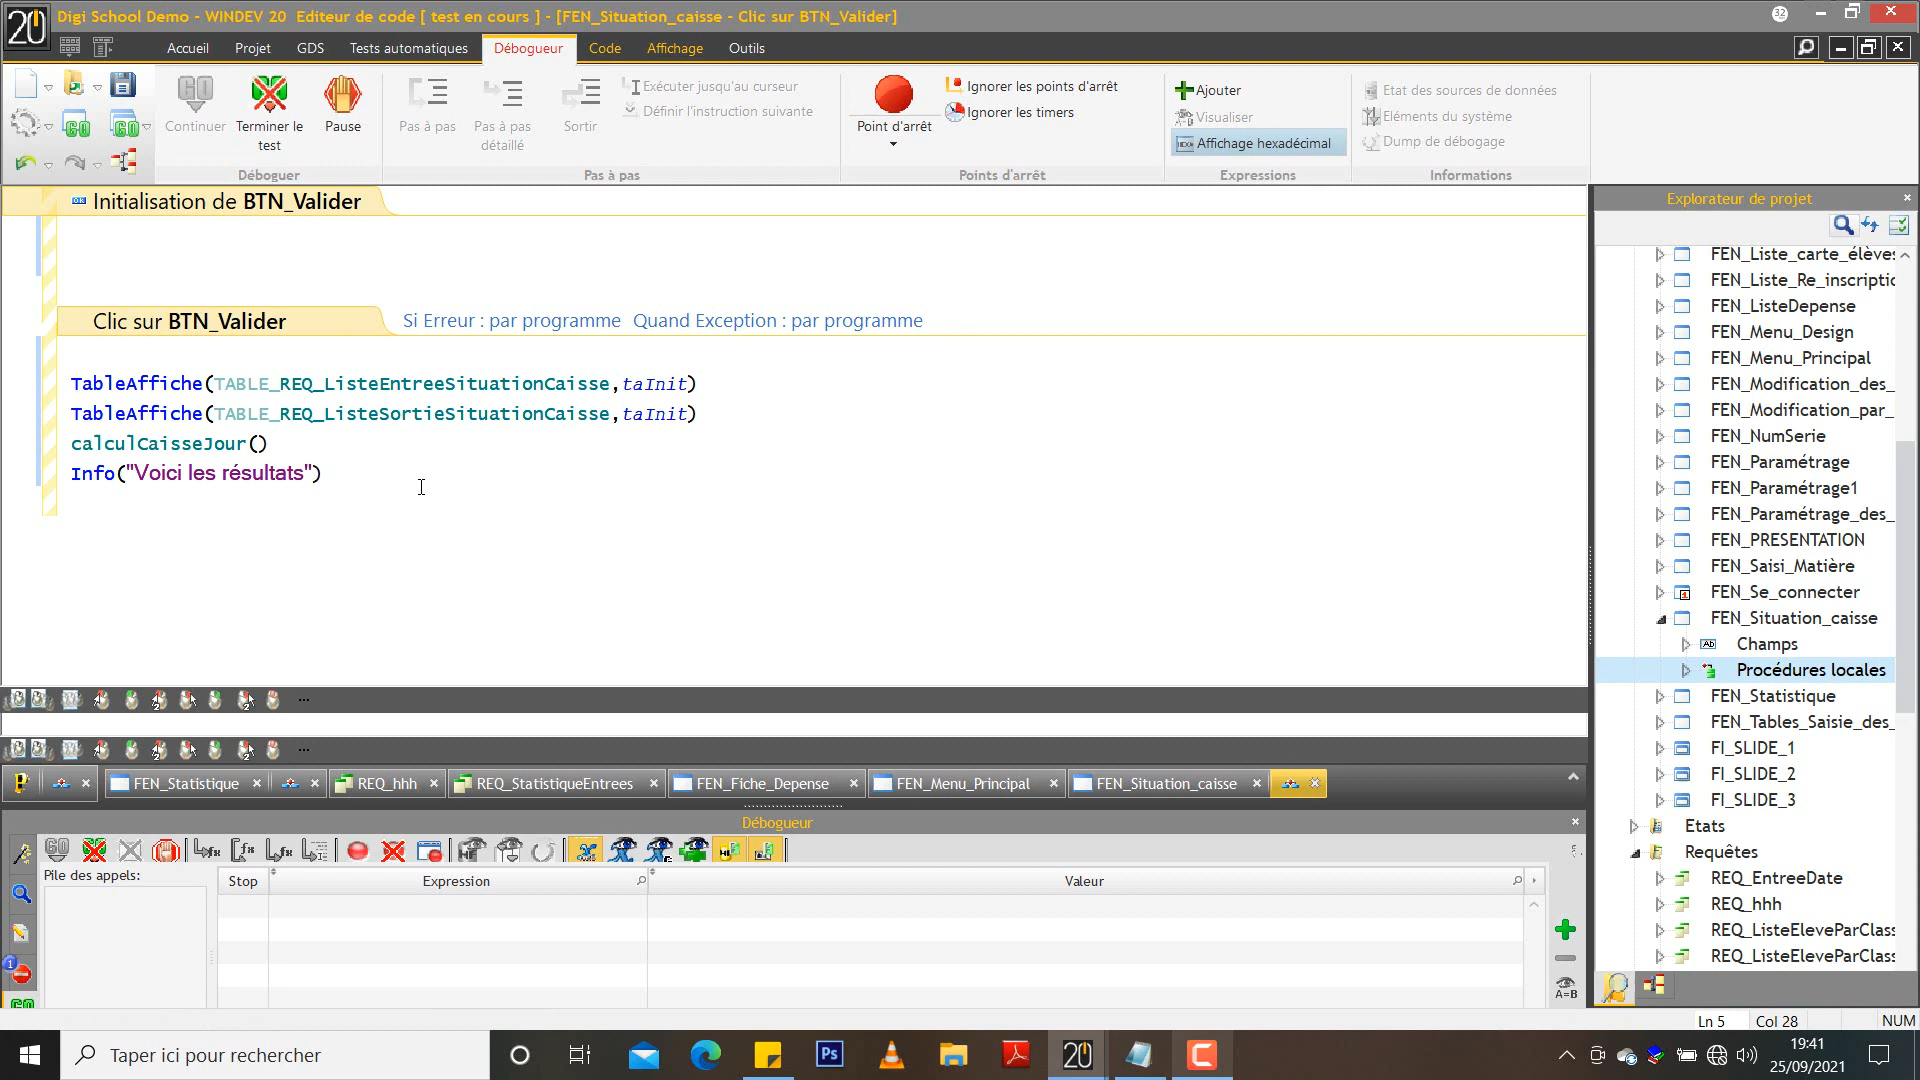 20
Digi School Demo - WINDEV 20  Editeur de code [ test en cours ] - [FEN_Situation_caisse - Clic sur BTN_Valider]
32
Accueil
Projet
GDS
Tests automatiques
Débogueur
Code
Affichage
Outils
GO
Continuer
Terminer le test
Pause
Déboguer
Pas à pas
Pas à pas détaillé
Sortir
Exécuter jusqu'au curseur
Définir l'instruction suivante
Pas à pas
Point d'arrêt
Ignorer les points d'arrêt
Ignorer les timers
Points d'arrêt
Ajouter
Visualiser
Affichage hexadécimal
Expressions
Etat des sources de données
Eléments du système
Dump de débogage
Informations
Initialisation de BTN_Valider
Clic sur BTN_Valider
Si Erreur : par programme  Quand Exception : par programme
TableAffiche(TABLE_REQ_ListeEntreeSituationCaisse,taInit)
TableAffiche(TABLE_REQ_ListeSortieSituationCaisse,taInit)
calculCaisseJour()
Info("Voici les résultats")
Explorateur de projet
FEN_Liste_carte_élèves
FEN_Liste_Re_inscriptic
FEN_ListeDepense
FEN_Menu_Design
FEN_Menu_Principal
FEN_Modification_des_
FEN_Modification_par_
FEN_NumSerie
FEN_Paramétrage
FEN_Paramétrage1
FEN_Paramétrage_des_
FEN_PRESENTATION
FEN_Saisi_Matière
FEN_Se_connecter
FEN_Situation_caisse
Champs
Procédures locales
FEN_Statistique
FEN_Tables_Saisie_des_
FI_SLIDE_1
FI_SLIDE_2
FI_SLIDE_3
Etats
Requêtes
REQ_EntreeDate
REQ_hhh
REQ_ListeEleveParClass
REQ_ListeEleveParClass
...
...
FEN_Statistique
REQ_hhh
REQ_StatistiqueEntrees
FEN_Fiche_Depense
FEN_Menu_Principal
FEN_Situation_caisse
Débogueur
Pile des appels:
Stop
Expression
Valeur
A=B
1
GO
Ln 5
Col 28
NUM
Taper ici pour rechercher
Ps
20
19:41
25/09/2021